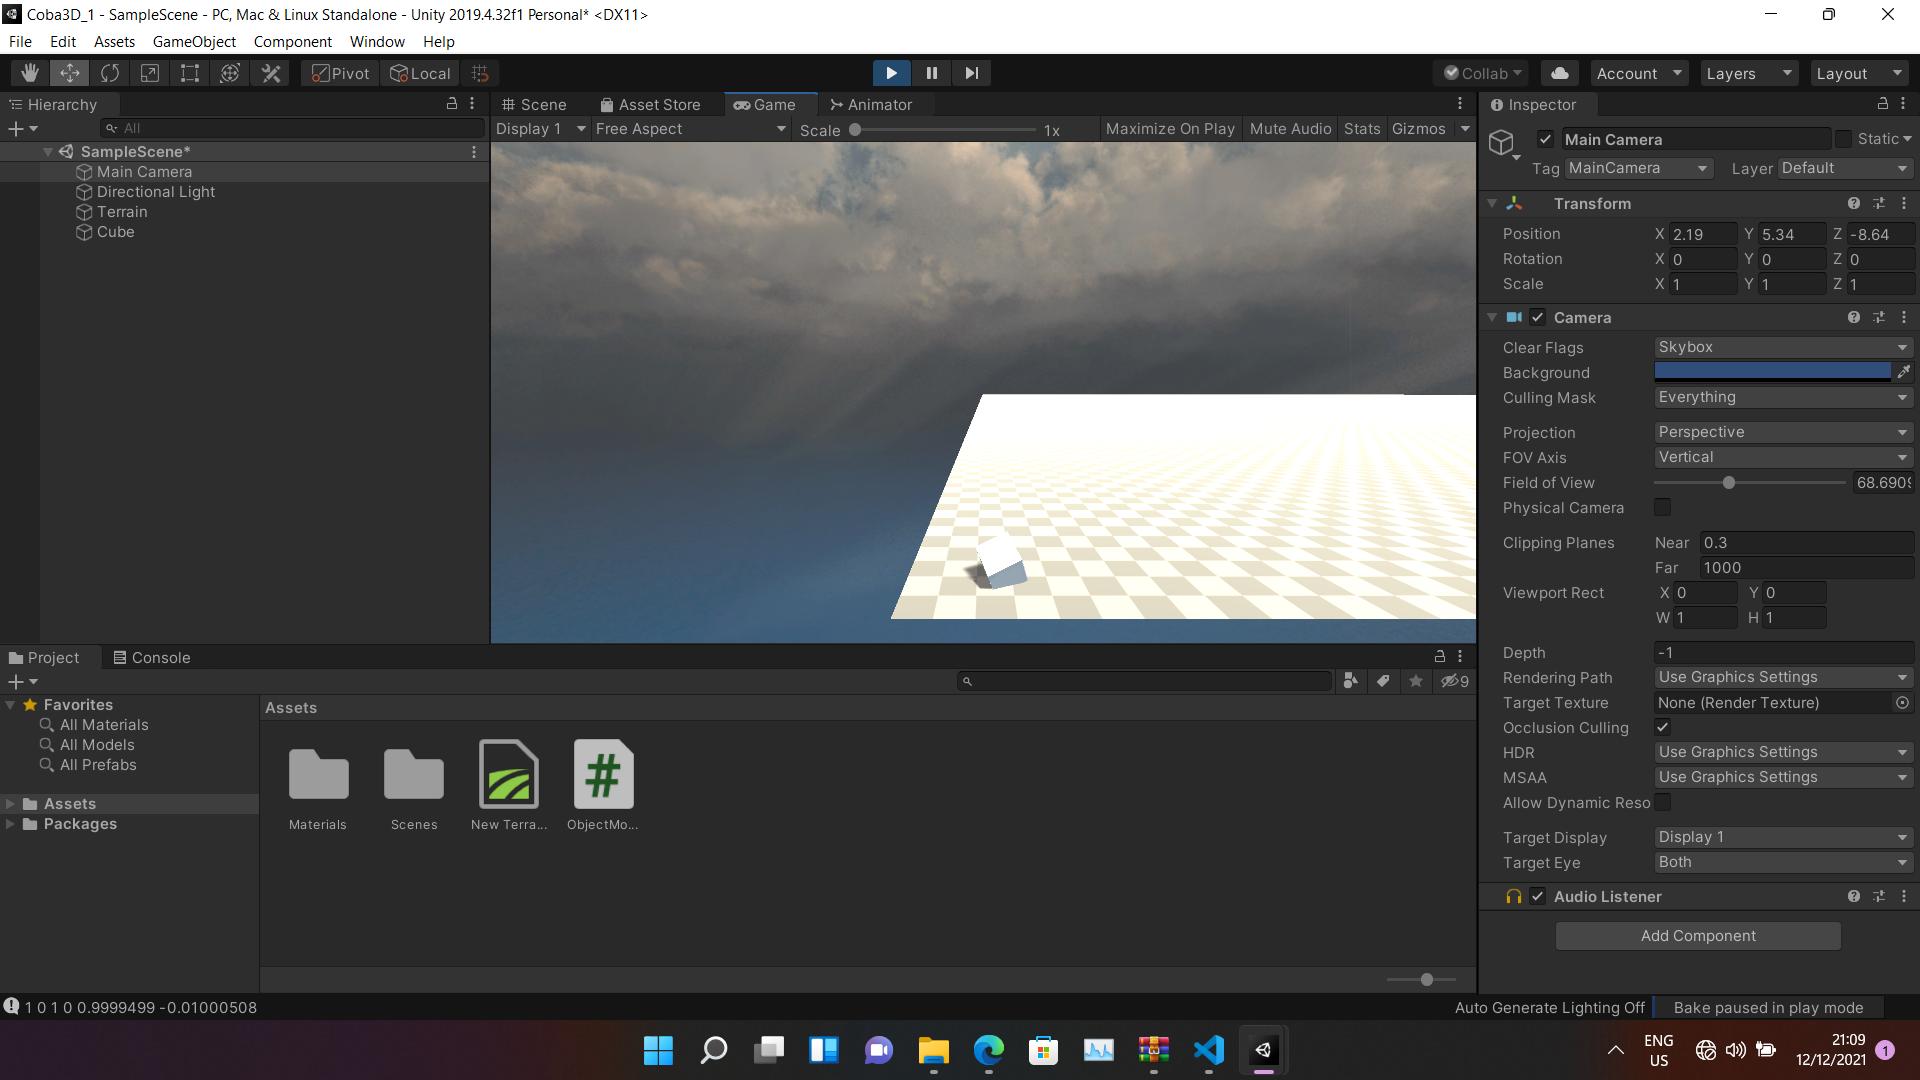 Coba3D_1 - SampleScene - PC, Mac & Linux Standalone - Unity 2019.4.32f1 Personal* <DX11>
File Edit Assets GameObject Component Window Help
Pivot Local Collab Account Layers Layout
Hierarchy
All
SampleScene*
Main Camera
Directional Light
Terrain
Cube
Scene Asset Store Game Animator
Display 1 Free Aspect Scale 1x Maximize On Play Mute Audio Stats Gizmos
Inspector
Main Camera Static
Tag MainCamera Layer Default
Transform
Position X 2.19 Y 5.34 Z -8.64
Rotation X 0 Y 0 Z 0
Scale X 1 Y 1 Z 1
Camera
Clear Flags Skybox
Background
Culling Mask Everything
Projection Perspective
FOV Axis Vertical
Field of View 68.6909
Physical Camera
Clipping Planes Near 0.3
Far 1000
Viewport Rect X 0 Y 0
W 1 H 1
Depth -1
Rendering Path Use Graphics Settings
Target Texture None (Render Texture)
Occlusion Culling
HDR Use Graphics Settings
MSAA Use Graphics Settings
Allow Dynamic Reso
Target Display Display 1
Target Eye Both
Audio Listener
Add Component
Project Console
9
Favorites
All Materials
All Models
All Prefabs
Assets
Packages
Assets
Materials Scenes New Terra... ObjectMo...
1 0 1 0 0.9999499 -0.01000508
Auto Generate Lighting Off Bake paused in play mode
ENG
US
21:09
12/12/2021
1